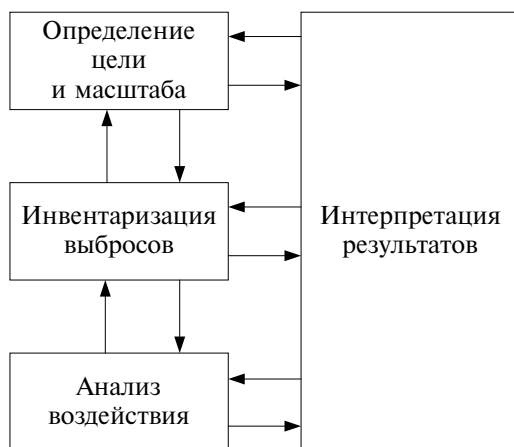 Определение
цели
и масштаба
Инвентаризация
выбросов
Интерпретация
результатов
Анализ
воздействия